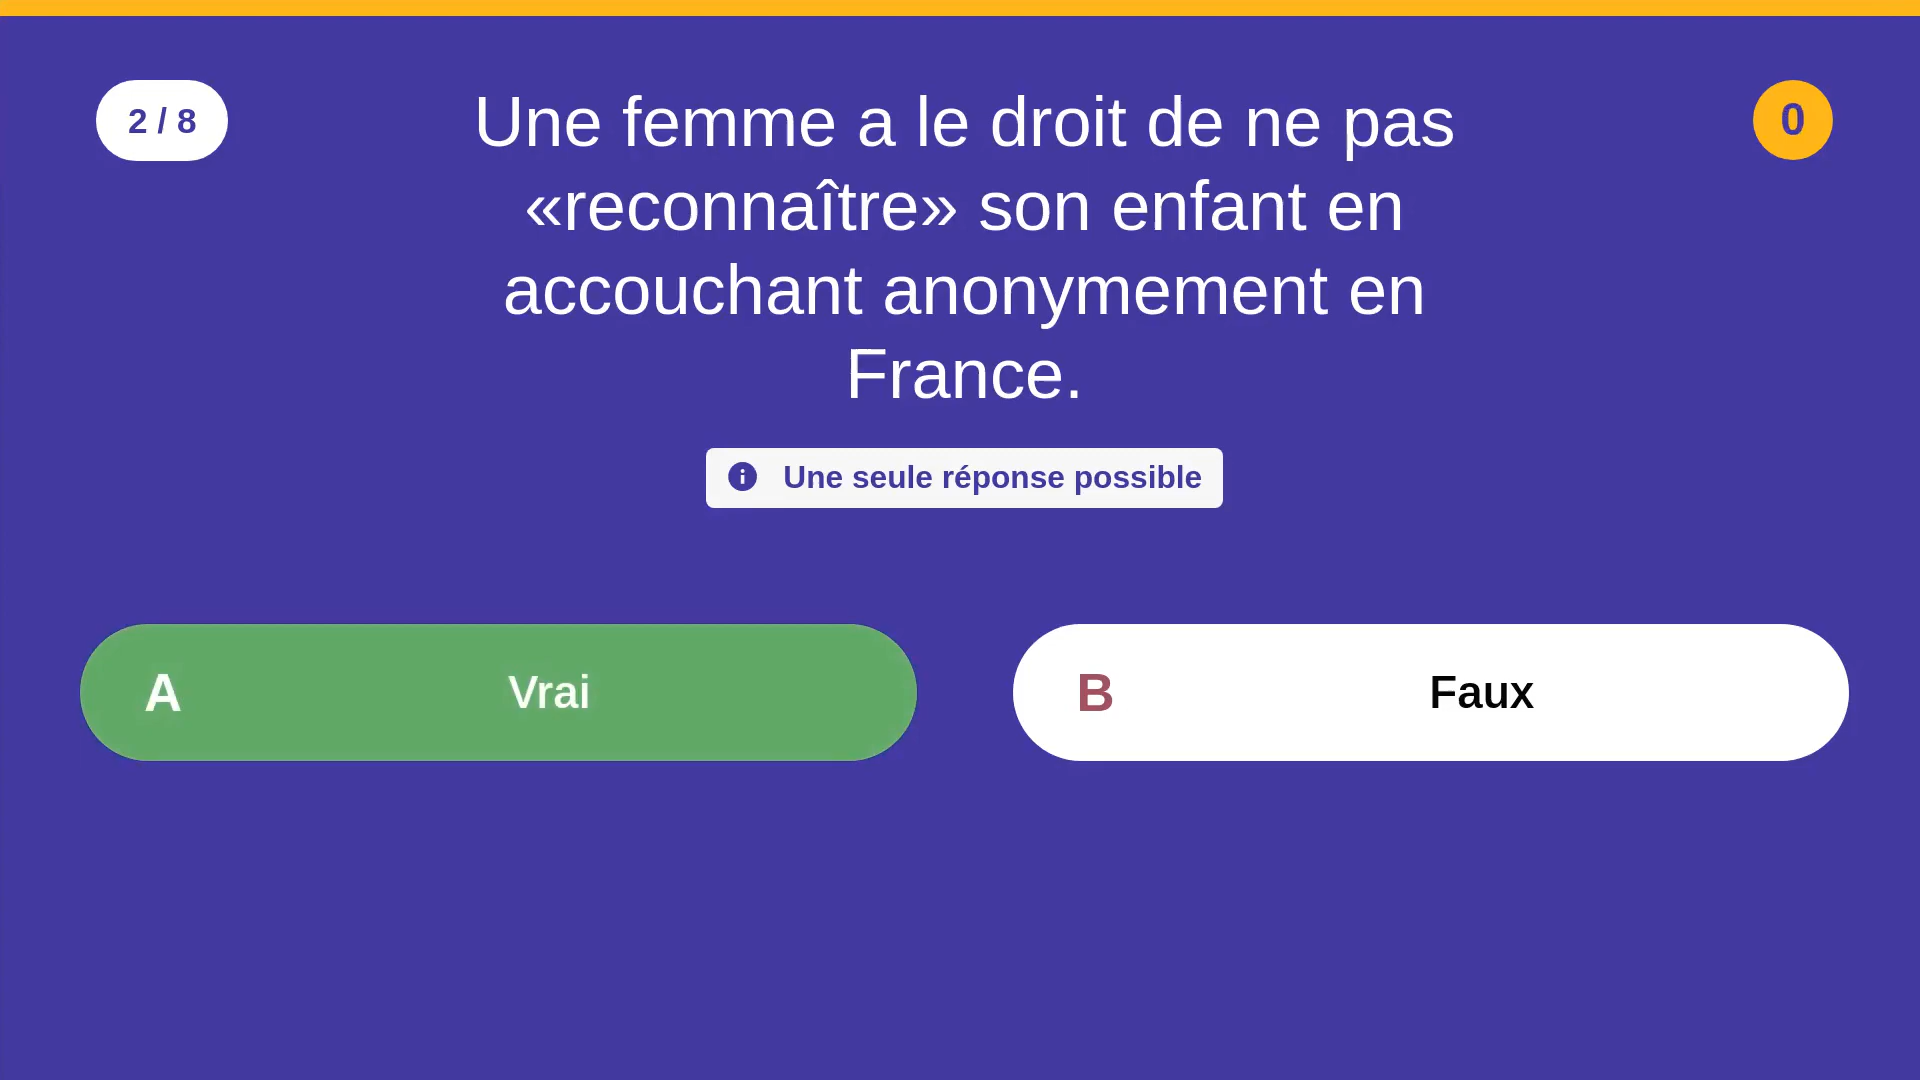 2 / 8
Une femme a le droit de ne pas
«reconnaître» son enfant en
accouchant anonymement en
France.
0
Une seule réponse possible
A Vrai
B Faux